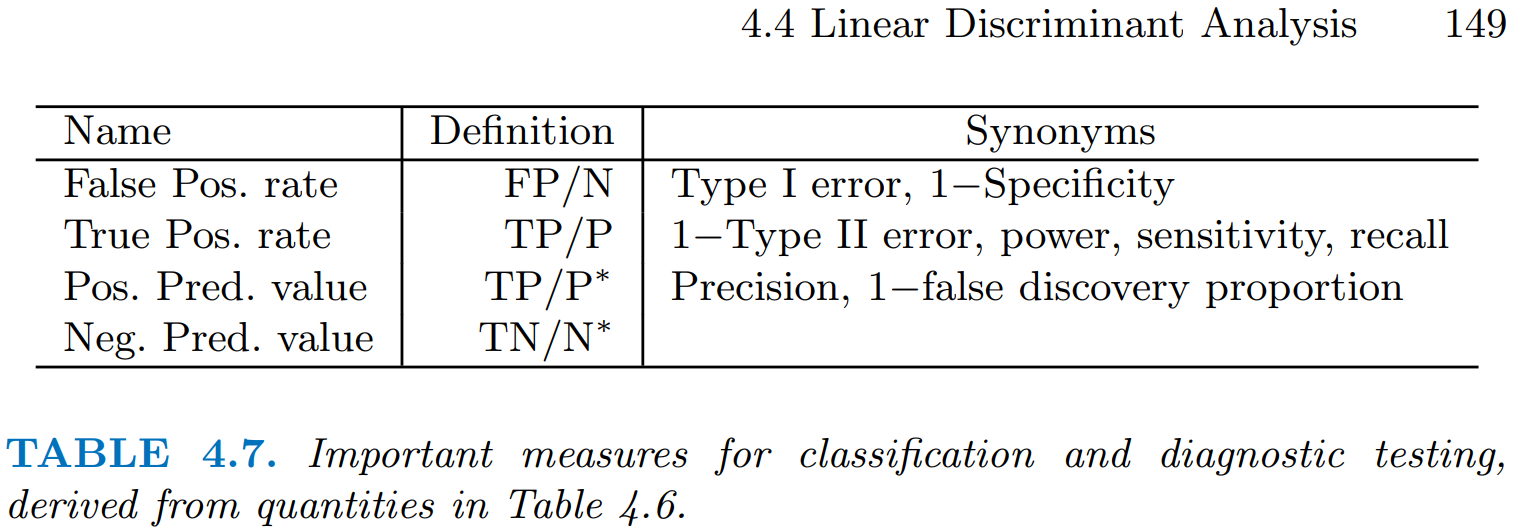 4.4 Linear Discriminant Analysis 149
Name Definition Synonyms
False Pos. rate FP/N Type I error, 1−Specificity
True Pos. rate TP/P 1−Type II error, power, sensitivity, recall
Pos. Pred. value TP/P* Precision, 1−false discovery proportion
Neg. Pred. value TN/N*
TABLE 4.7. Important measures for classification and diagnostic testing,
derived from quantities in Table 4.6.